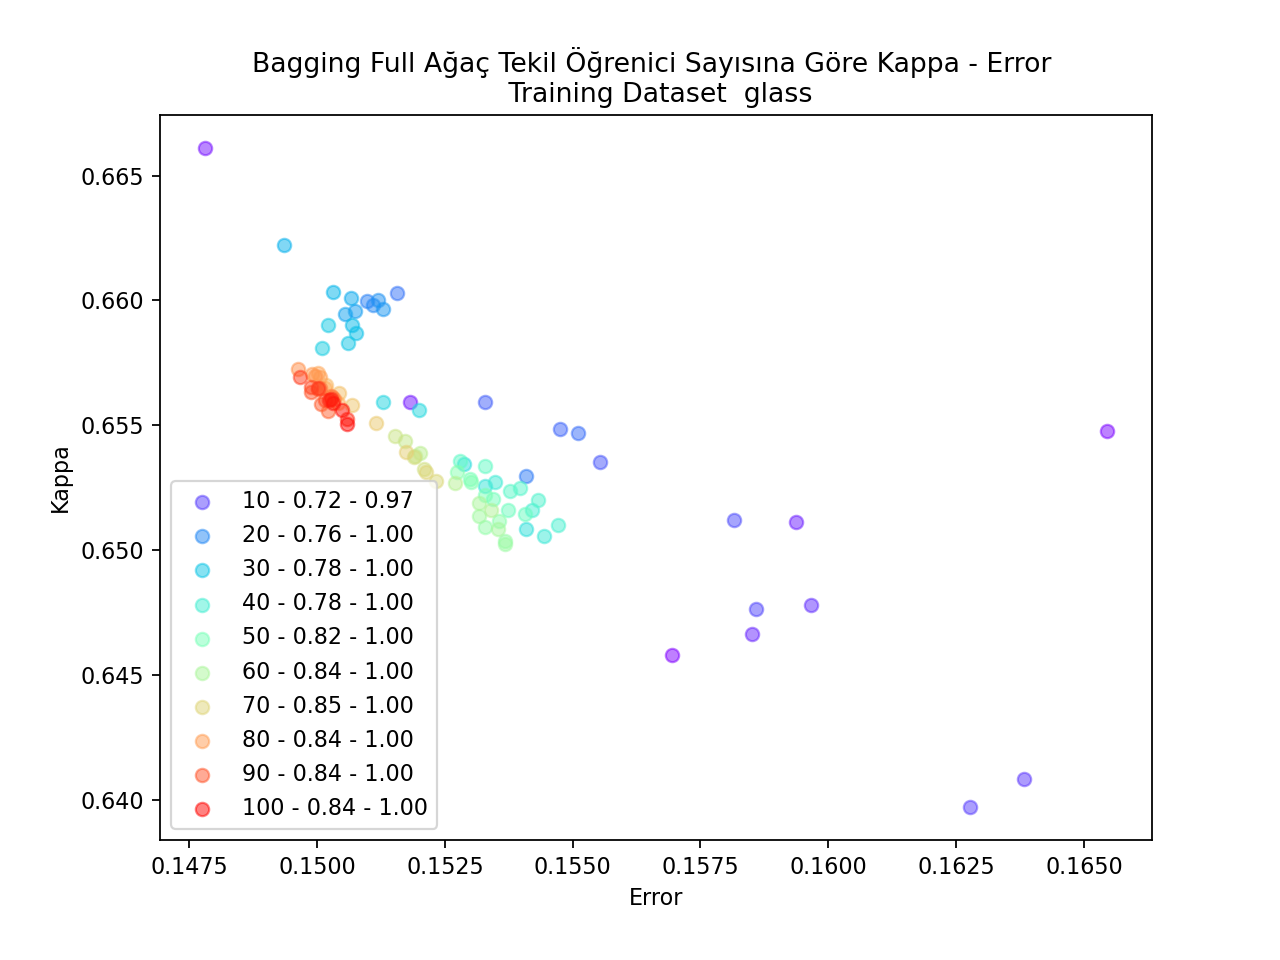 Bagging Full Ağaç Tekil Öğrenici Sayısına Göre Kappa - Error
Training Dataset  glass
Kappa
0.665
0.660
0.655
0.650
0.645
0.640
10 - 0.72 - 0.97
20 - 0.76 - 1.00
30 - 0.78 - 1.00
40 - 0.78 - 1.00
50 - 0.82 - 1.00
60 - 0.84 - 1.00
70 - 0.85 - 1.00
80 - 0.84 - 1.00
90 - 0.84 - 1.00
100 - 0.84 - 1.00
0.1475 0.1500 0.1525 0.1550 0.1575 0.1600 0.1625 0.1650
Error